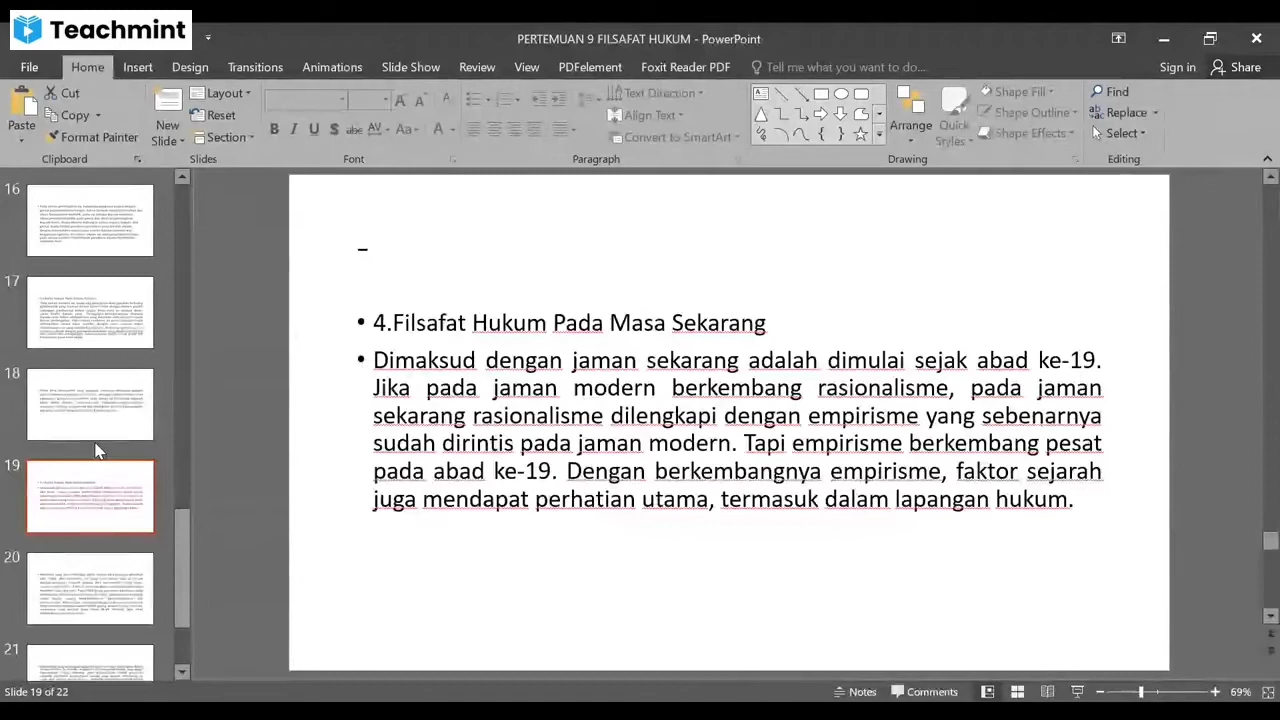 Teachmint
PERTEMUAN 9 FILSAFAT HUKUM - PowerPoint
File Home Insert Design Transitions Animations Slide Show Review View PDFelement Foxit Reader PDF Tell me what you want to do... Sign in Share
Paste
Cut
Copy
Format Painter
Clipboard
New
Slide
Layout
Reset
Section
Slides
Font
Text Direction
Align Text
Convert to SmartArt
Paragraph
Arrange
Quick
Styles
Shape Fill
Shape Outline
Shape Effects
Drawing
Find
Replace
Select
Editing
16
17
18
19
20
21
–
• 4.Filsafat Hukum Pada Masa Sekarang
• Dimaksud dengan jaman sekarang adalah dimulai sejak abad ke-19.
Jika pada jaman modern berkembang rasionalisme, pada jaman
sekarang rasionalisme dilengkapi dengan empirisme yang sebenarnya
sudah dirintis pada jaman modern. Tapi empirisme berkembang pesat
pada abad ke-19. Dengan berkembangnya empirisme, faktor sejarah
juga mendapat perhatian utama, terutama dalam lapangan hukum.
Slide 19 of 22
Notes
Comments
69%